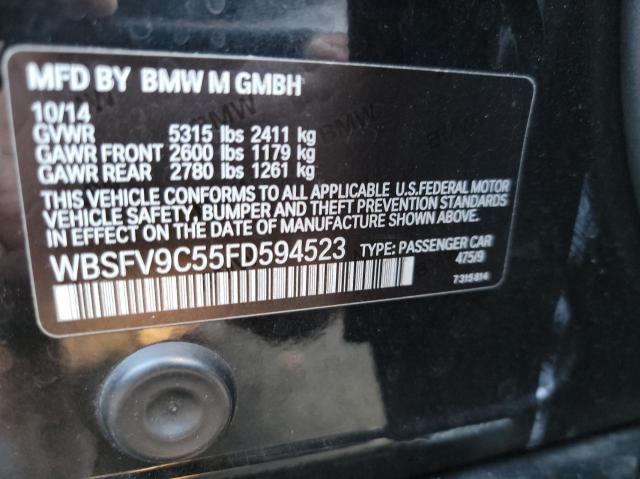 MFD BY BMW M GMBH
10/14
GVWR 5315 lbs 2411 kg
GAWR FRONT 2600 lbs 1179 kg
GAWR REAR 2780 lbs 1261 kg
THIS VEHICLE CONFORMS TO ALL APPLICABLE U.S.FEDERAL MOTOR
VEHICLE SAFETY, BUMPER AND THEFT PREVENTION STANDARDS
IN EFFECT ON THE DATE OF MANUFACTURE SHOWN ABOVE.
WBSFV9C55FD594523 TYPE: PASSENGER CAR
475/9
7 315 814